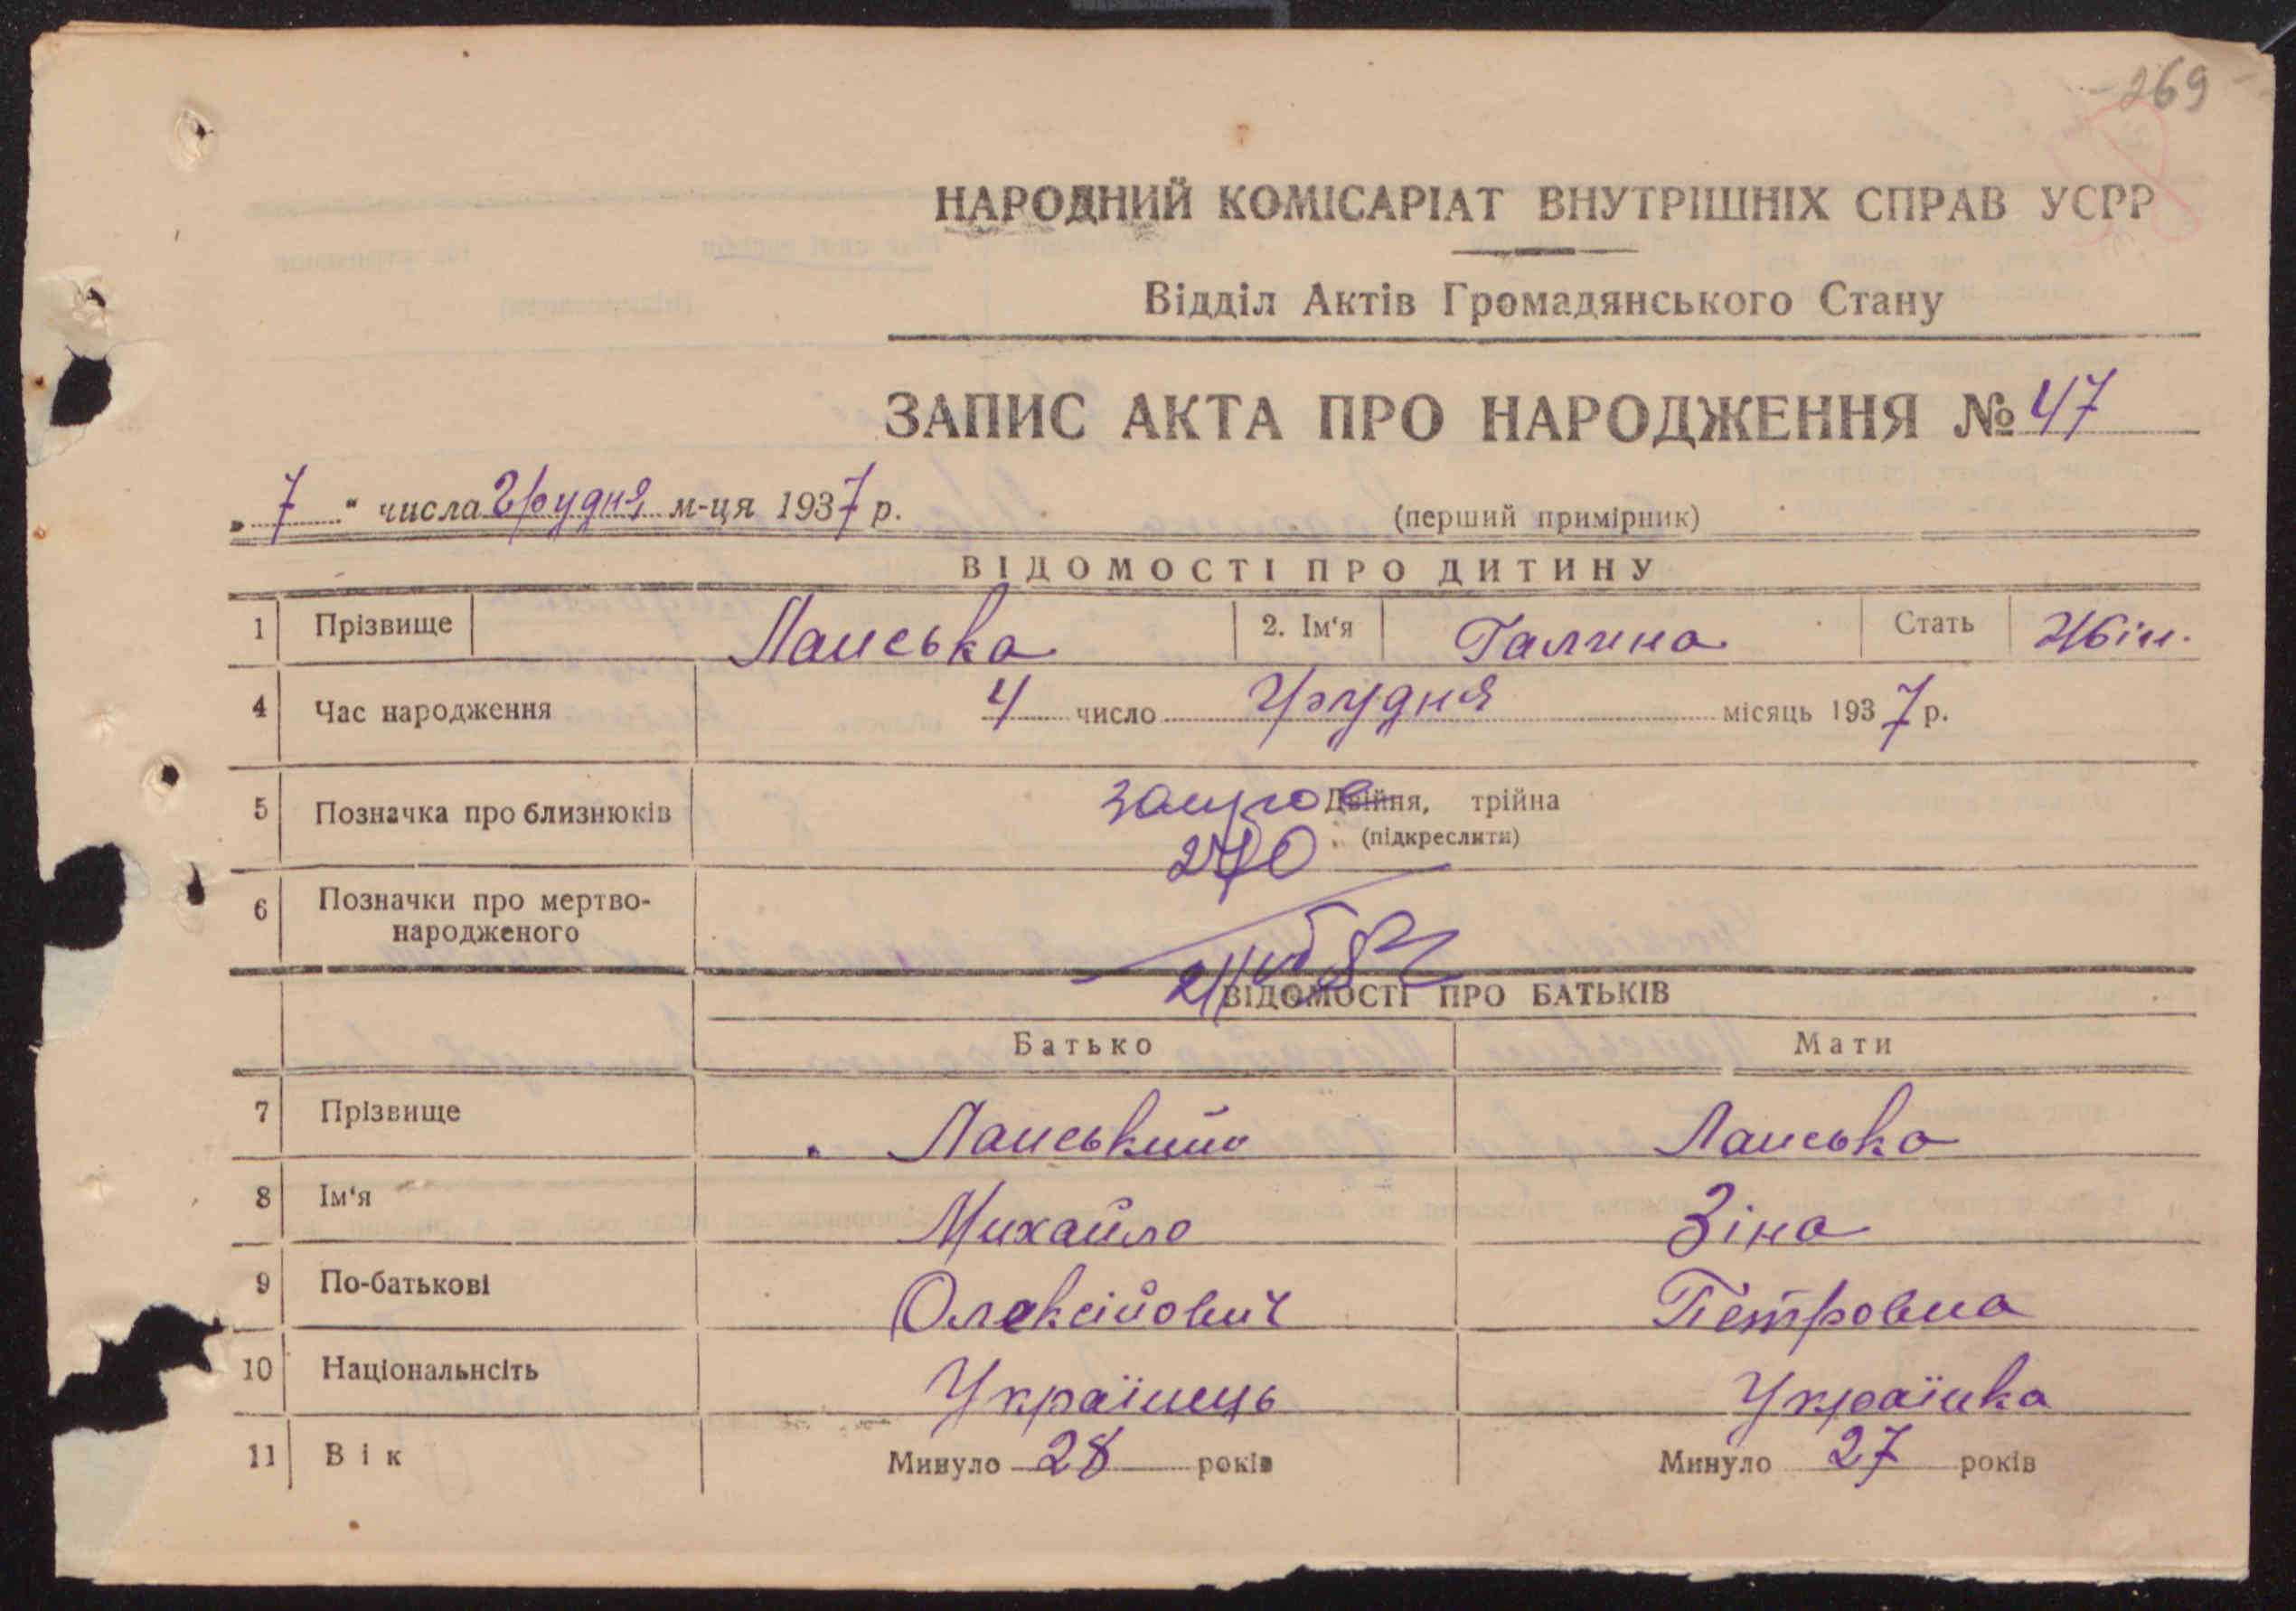 - 269 -
НАРОДНИЙ КОМІСАРІАТ ВНУТРІШНІХ СПРАВ УСРР
Відділ Актів Громадянського Стану
ЗАПИС АКТА ПРО НАРОДЖЕННЯ № 47
„ 7 “ числа Грудня м-ця 1937 р. (перший примірник)
ВІДОМОСТІ ПРО ДИТИНУ
1 Прізвище Ланська 2. Ім‘я Галина Стать Жін.
4 Час народження 4 число Грудня місяць 1937 р.
5 Позначка про близнюків Двійня, трійна
(підкреслити)
6 Позначки про мертво-
народженого
ВІДОМОСТІ ПРО БАТЬКІВ
Батько Мати
7 Прізвище Ланський Ланська
8 Ім‘я Михайло Зіна
9 По-батькові Олексійович Петровна
10 Національнсіть Українець Українка
11 Вік Минуло 28 років Минуло 27 років